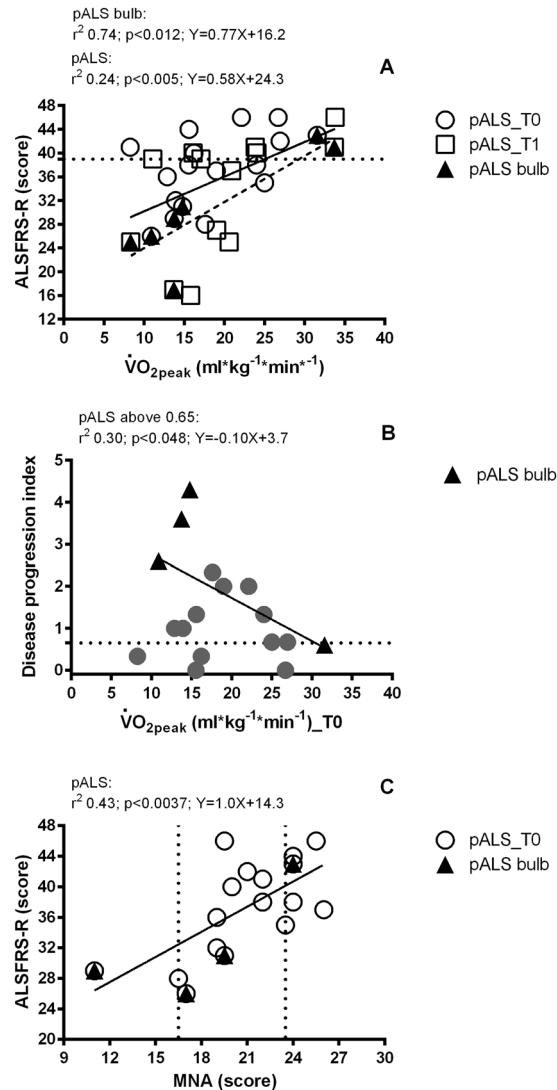 pALS bulb:
r² 0.74; p<0.012; Y=0.77X+16.2
pALS:
r² 0.24; p<0.005; Y=0.58X+24.3
A
48
44
40
36
32
28
24
20
16
12
ALSFRS-R (score)
0 5 10 15 20 25 30 35 40
V̇O₂peak (ml*kg⁻¹*min*⁻¹)
pALS_T0
pALS_T1
pALS bulb
pALS above 0.65:
r² 0.30; p<0.048; Y=-0.10X+3.7
B
5
4
3
2
1
0
Disease progression index
0 5 10 15 20 25 30 35 40
V̇O₂peak (ml*kg⁻¹*min⁻¹)_T0
pALS bulb
pALS:
r² 0.43; p<0.0037; Y=1.0X+14.3
C
48
44
40
36
32
28
24
20
ALSFRS-R (score)
9 12 15 18 21 24 27 30
MNA (score)
pALS_T0
pALS bulb